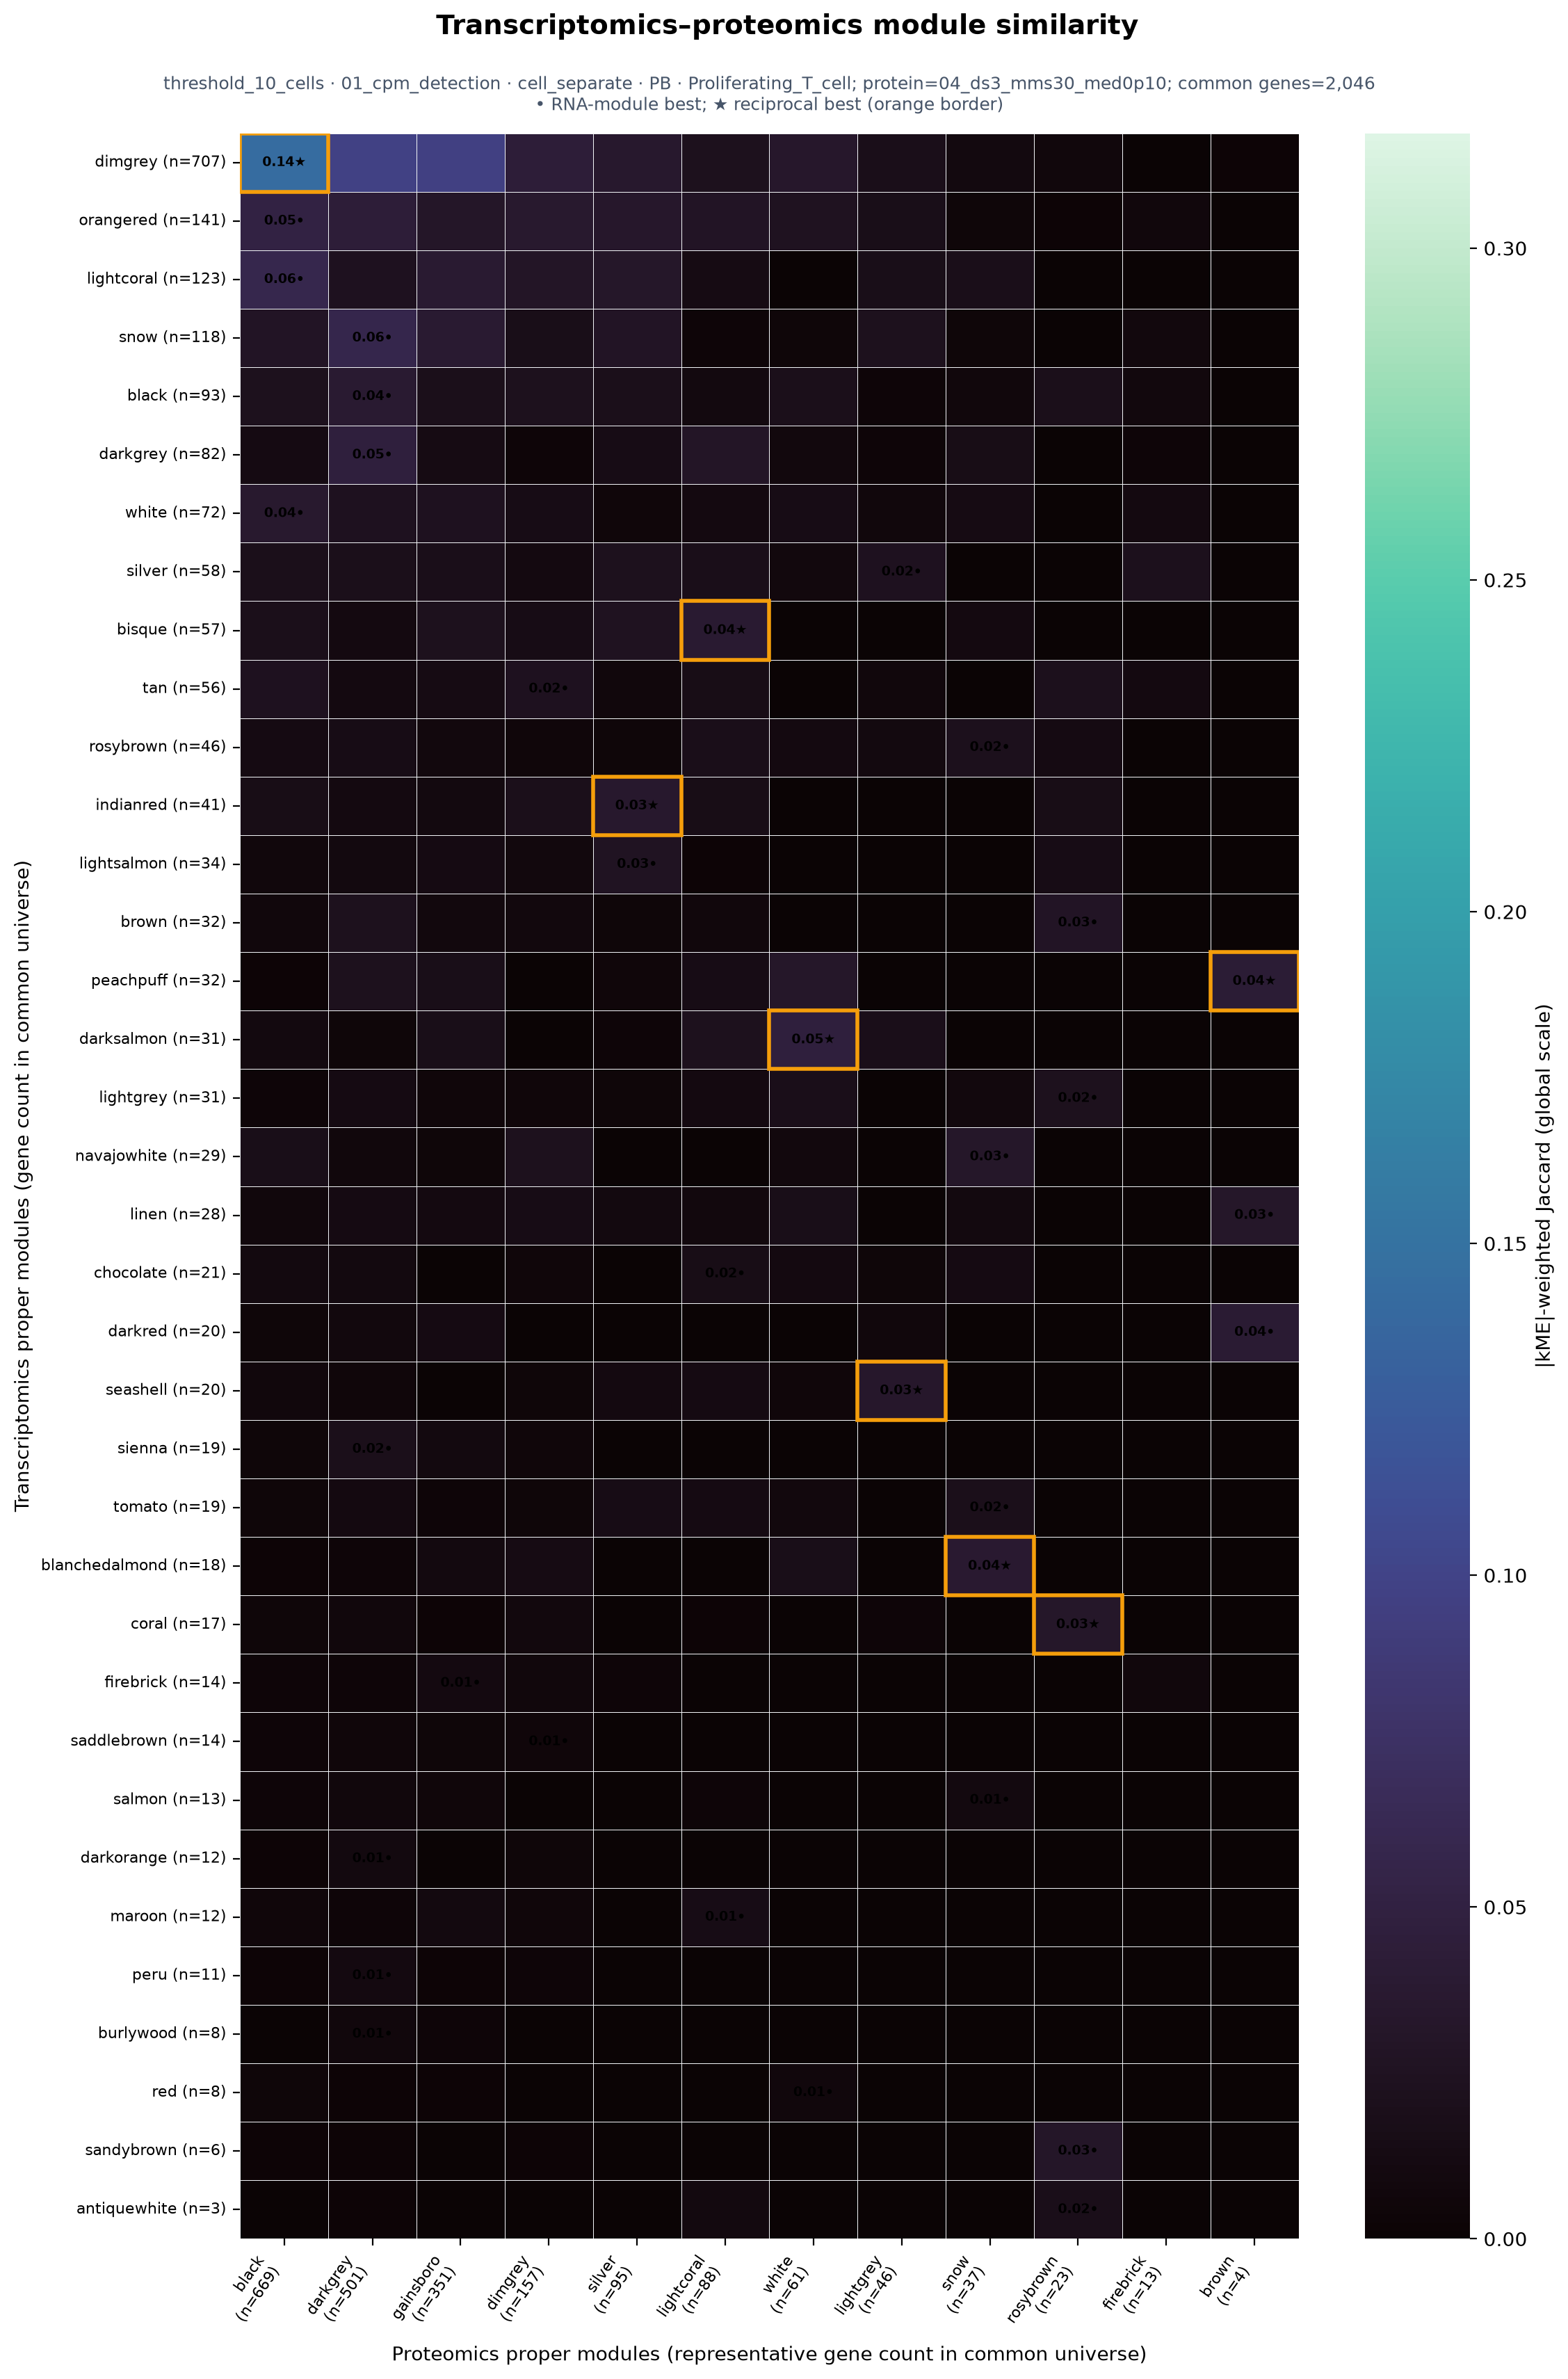 Transcriptomics–proteomics module similarity
threshold_10_cells · 01_cpm_detection · cell_separate · PB · Proliferating_T_cell; protein=04_ds3_mms30_med0p10; common genes=2,046
• RNA-module best; ★ reciprocal best (orange border)
Transcriptomics proper modules (gene count in common universe)
dimgrey (n=707) 0.14★
orangered (n=141) 0.05•
lightcoral (n=123) 0.06•
snow (n=118) 0.06•
black (n=93) 0.04•
darkgrey (n=82) 0.05•
white (n=72) 0.04•
silver (n=58) 0.02•
bisque (n=57) 0.04★
tan (n=56) 0.02•
rosybrown (n=46) 0.02•
indianred (n=41) 0.03★
lightsalmon (n=34) 0.03•
brown (n=32) 0.03•
peachpuff (n=32) 0.04★
darksalmon (n=31) 0.05★
lightgrey (n=31) 0.02•
navajowhite (n=29) 0.03•
linen (n=28) 0.03•
chocolate (n=21) 0.02•
darkred (n=20) 0.04•
seashell (n=20) 0.03★
sienna (n=19) 0.02•
tomato (n=19) 0.02•
blanchedalmond (n=18) 0.04★
coral (n=17) 0.03★
firebrick (n=14) 0.01•
saddlebrown (n=14) 0.01•
salmon (n=13) 0.01•
darkorange (n=12) 0.01•
maroon (n=12) 0.01•
peru (n=11) 0.01•
burlywood (n=8) 0.01•
red (n=8) 0.01•
sandybrown (n=6) 0.03•
antiquewhite (n=3) 0.02•
black
(n=669)
darkgrey
(n=501)
gainsboro
(n=351)
dimgrey
(n=157)
silver
(n=95)
lightcoral
(n=88)
white
(n=61)
lightgrey
(n=46)
snow
(n=37)
rosybrown
(n=23)
firebrick
(n=13)
brown
(n=4)
Proteomics proper modules (representative gene count in common universe)
0.30
0.25
0.20
0.15
0.10
0.05
0.00
|kME|-weighted Jaccard (global scale)